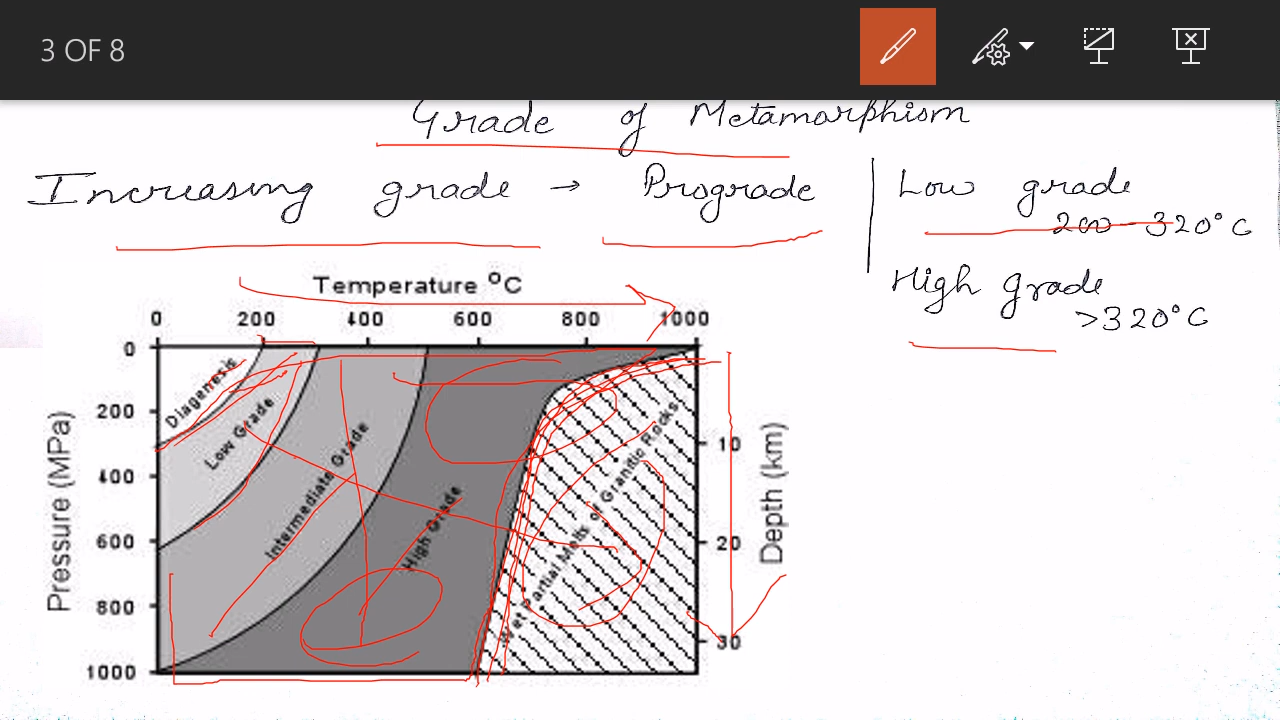 3 OF 8
Grade of Metamorphism
Increasing grade → Prograde
Low grade
200-320°C
High grade
>320°C
Temperature °C
0 200 400 600 800 1000
Pressure (MPa)
0
200
400
600
800
1000
Diagenesis
Low Grade
Intermediate Grade
High Grade
Wet Partial Melts of Granitic Rocks
10
20
30
Depth (km)